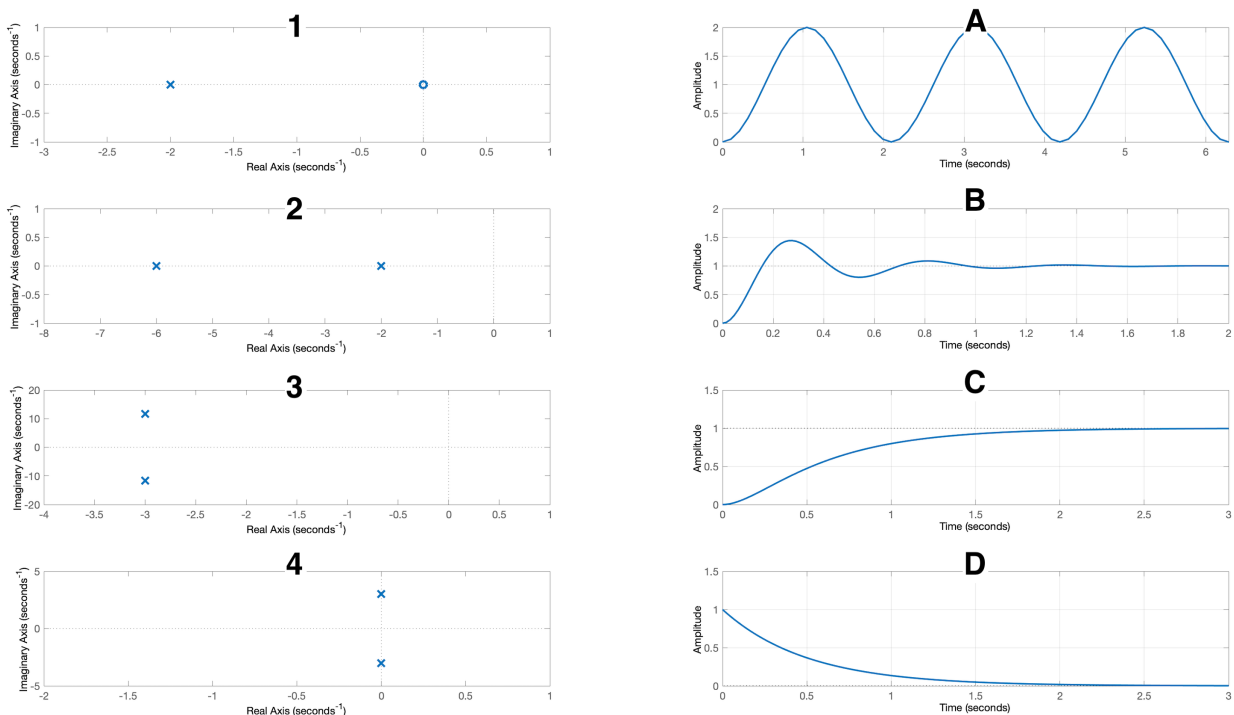 1
Imaginary Axis (seconds-1)
1
0.5
0
-0.5
-1
-3 -2.5 -2 -1.5 -1 -0.5 0 0.5 1
Real Axis (seconds-1)
A
Amplitude
2
1
0
0 1 2 3 4 5 6
Time (seconds)
2
Imaginary Axis (seconds-1)
1
0.5
0
-0.5
-1
-8 -7 -6 -5 -4 -3 -2 -1 0 1
Real Axis (seconds-1)
B
Amplitude
2
1.5
1
0.5
0
0 0.2 0.4 0.6 0.8 1 1.2 1.4 1.6 1.8 2
Time (seconds)
3
Imaginary Axis (seconds-1)
20
10
0
-10
-20
-4 -3.5 -3 -2.5 -2 -1.5 -1 -0.5 0 0.5 1
Real Axis (seconds-1)
C
Amplitude
1.5
1
0.5
0
0 0.5 1 1.5 2 2.5 3
Time (seconds)
4
Imaginary Axis (seconds-1)
5
0
-5
-2 -1.5 -1 -0.5 0 0.5 1
Real Axis (seconds-1)
D
Amplitude
1.5
1
0.5
0
0 0.5 1 1.5 2 2.5 3
Time (seconds)